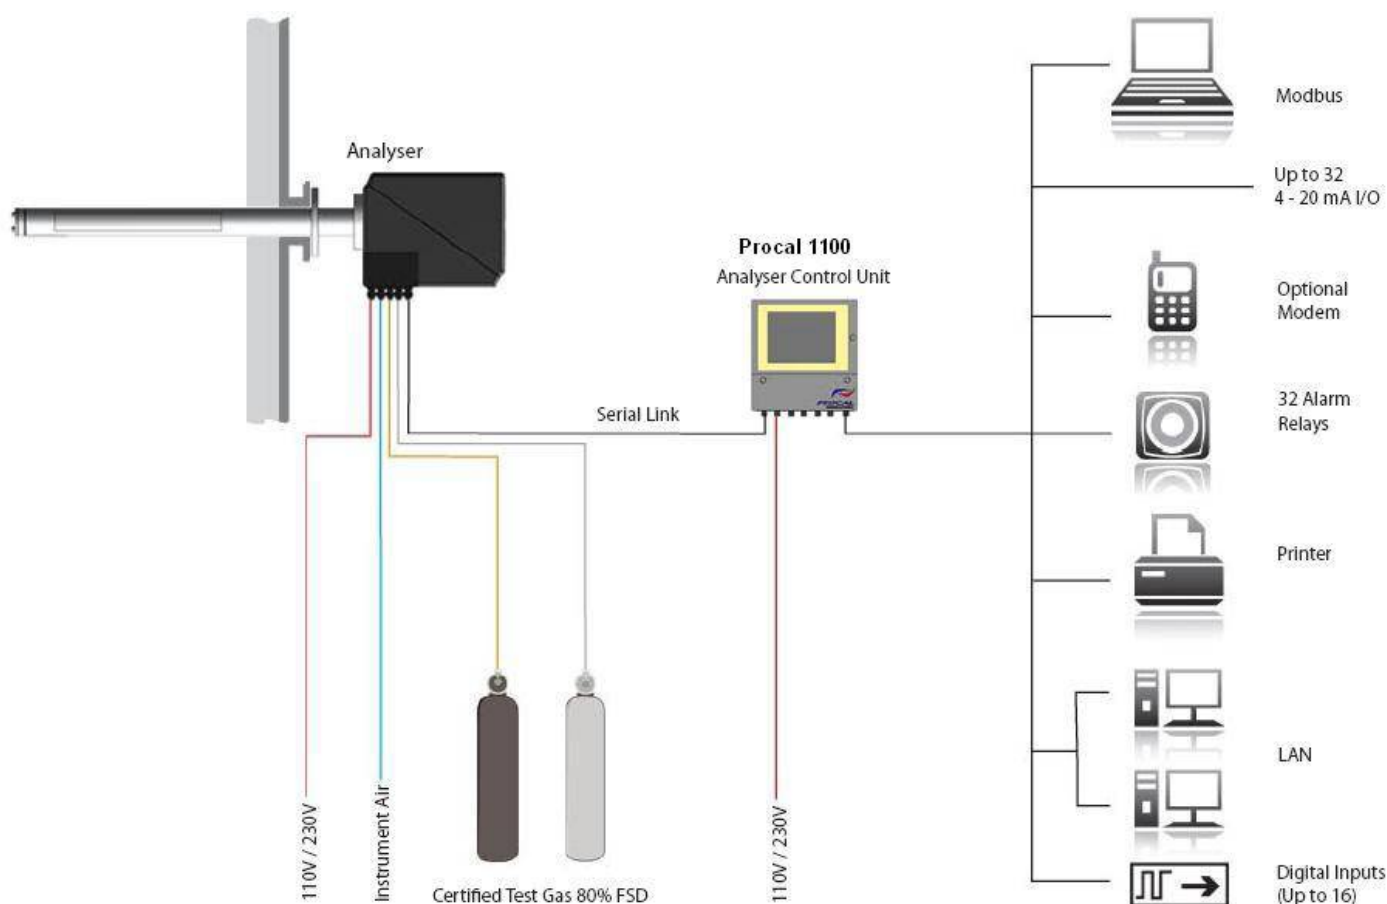 Modbus
Analyser
Up to 32
4 - 20 mA I/O
Procal 1100
Analyser Control Unit
Optional
Modem
PROCAL
Serial Link
32 Alarm
Relays
Printer
LAN
110V / 230V
Instrument Air
110V / 230V
Certified Test Gas 80% FSD
Digital Inputs
(Up to 16)